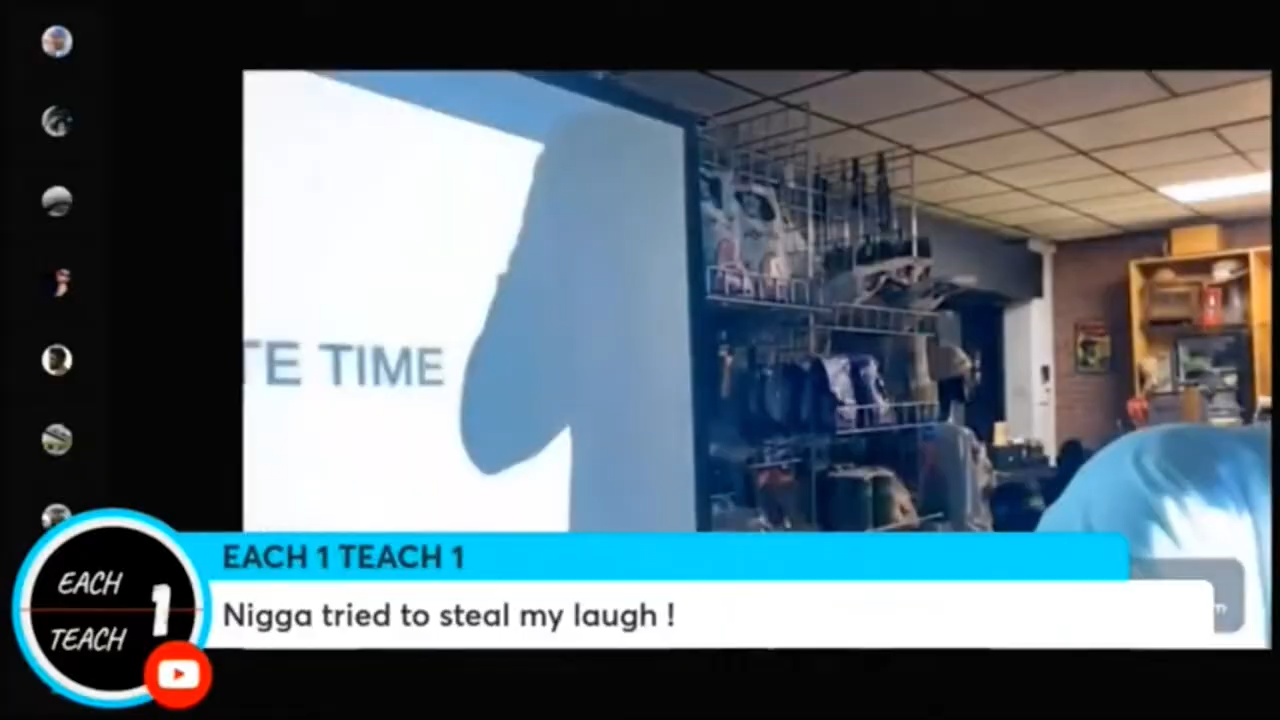 TE TIME
EACH 1 TEACH 1
Nigga tried to steal my laugh !
EACH
1
TEACH